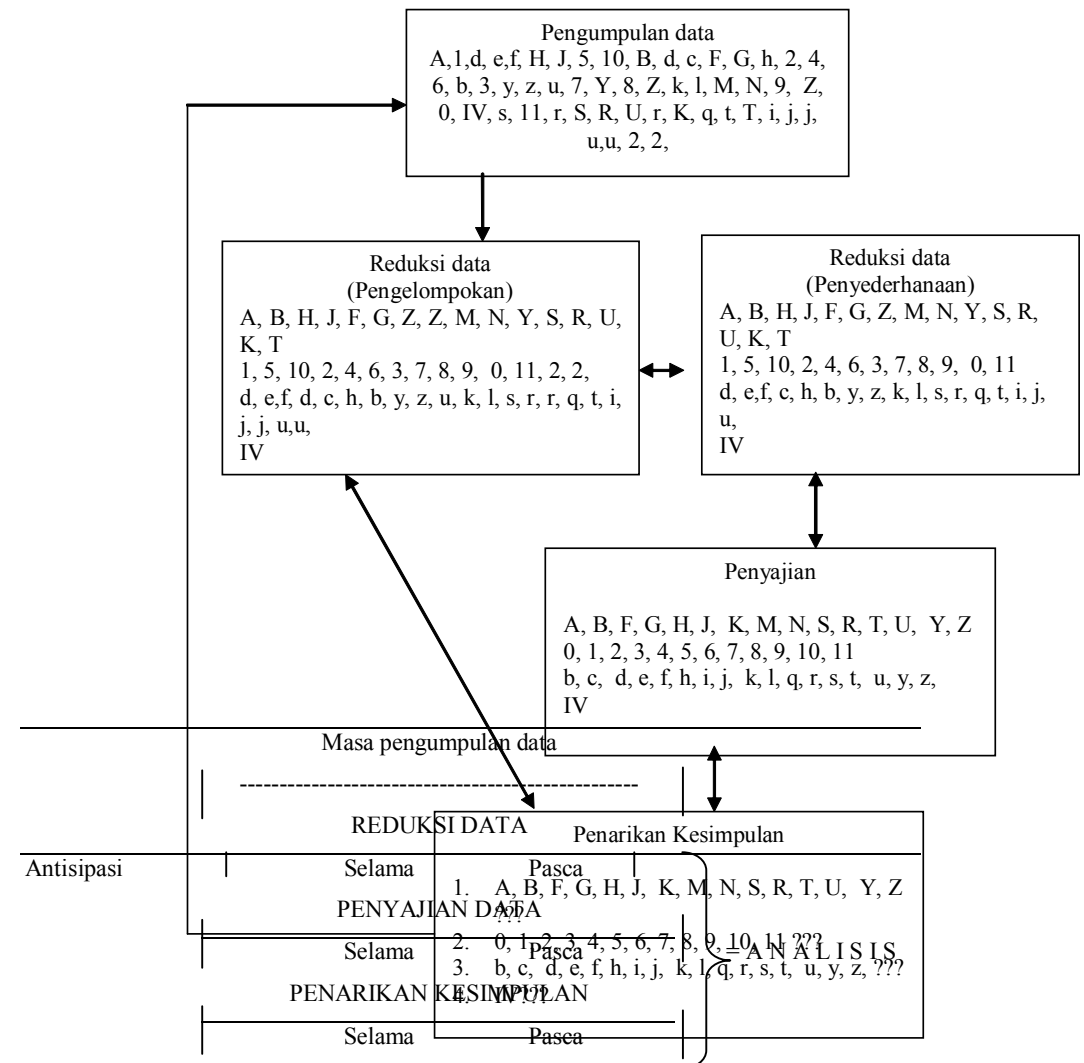 Pengumpulan data
A,1,d, e,f, H, J, 5, 10, B, d, c, F, G, h, 2, 4,
6, b, 3, y, z, u, 7, Y, 8, Z, k, l, M, N, 9, Z,
0, IV, s, 11, r, S, R, U, r, K, q, t, T, i, j, j,
u,u, 2, 2,
Reduksi data
(Pengelompokan)
A, B, H, J, F, G, Z, Z, M, N, Y, S, R, U,
K, T
1, 5, 10, 2, 4, 6, 3, 7, 8, 9, 0, 11, 2, 2,
d, e,f, d, c, h, b, y, z, u, k, l, s, r, r, q, t, i,
j, j, u,u,
IV
Reduksi data
(Penyederhanaan)
A, B, H, J, F, G, Z, M, N, Y, S, R,
U, K, T
1, 5, 10, 2, 4, 6, 3, 7, 8, 9, 0, 11
d, e,f, c, h, b, y, z, k, l, s, r, q, t, i, j,
u,
IV
Penyajian
A, B, F, G, H, J, K, M, N, S, R, T, U, Y, Z
0, 1, 2, 3, 4, 5, 6, 7, 8, 9, 10, 11
b, c, d, e, f, h, i, j, k, l, q, r, s, t, u, y, z,
IV
Masa pengumpulan data
---------------------------------------------
REDUKSI DATA
Antisipasi Selama Pasca
PENYAJIAN DATA
Selama Pasca
= A N A L I S I S
PENARIKAN KESIMPULAN
Selama Pasca
Penarikan Kesimpulan
1. A, B, F, G, H, J, K, M, N, S, R, T, U, Y, Z
???
2. 0, 1, 2, 3, 4, 5, 6, 7, 8, 9, 10, 11 ???
3. b, c, d, e, f, h, i, j, k, l, q, r, s, t, u, y, z, ???
4. IV???